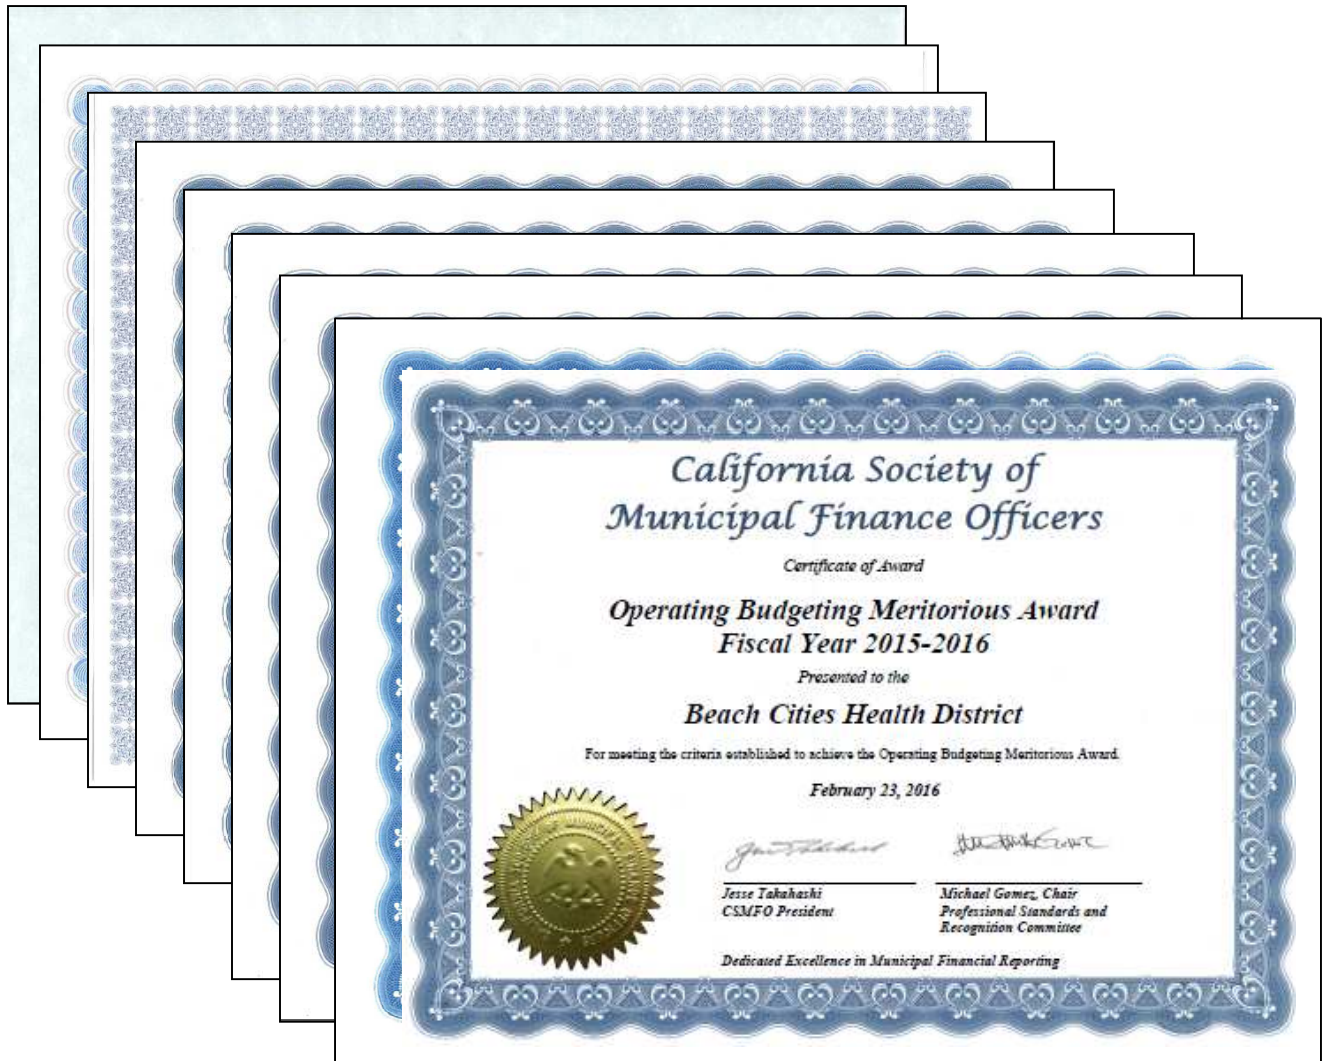 California Society of
Municipal Finance Officers
Certificate of Award
Operating Budgeting Meritorious Award
Fiscal Year 2015-2016
Presented to the
Beach Cities Health District
For meeting the criteria established to achieve the Operating Budgeting Meritorious Award.
February 23, 2016
Jesse Takahashi
CSMFO President
Michael Gomez, Chair
Professional Standards and
Recognition Committee
Dedicated Excellence in Municipal Financial Reporting